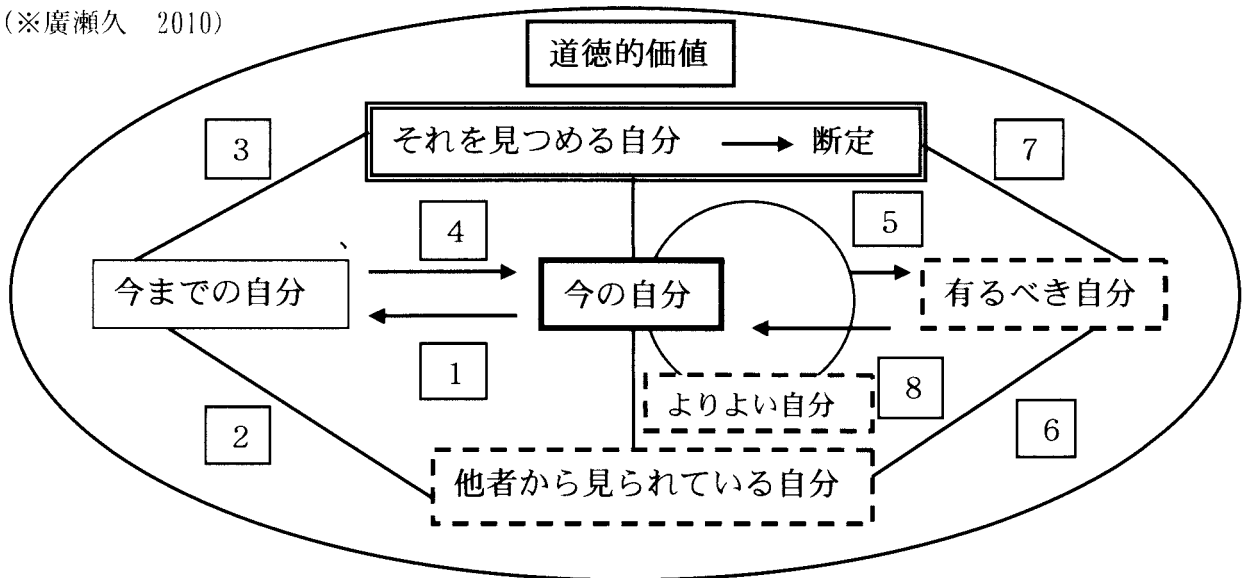 (※廣瀬久 2010)
道徳的価値
3
それを見つめる自分 → 断定
7
4
5
今までの自分
今の自分
有るべき自分
1
よりよい自分
8
2
6
他者から見られている自分